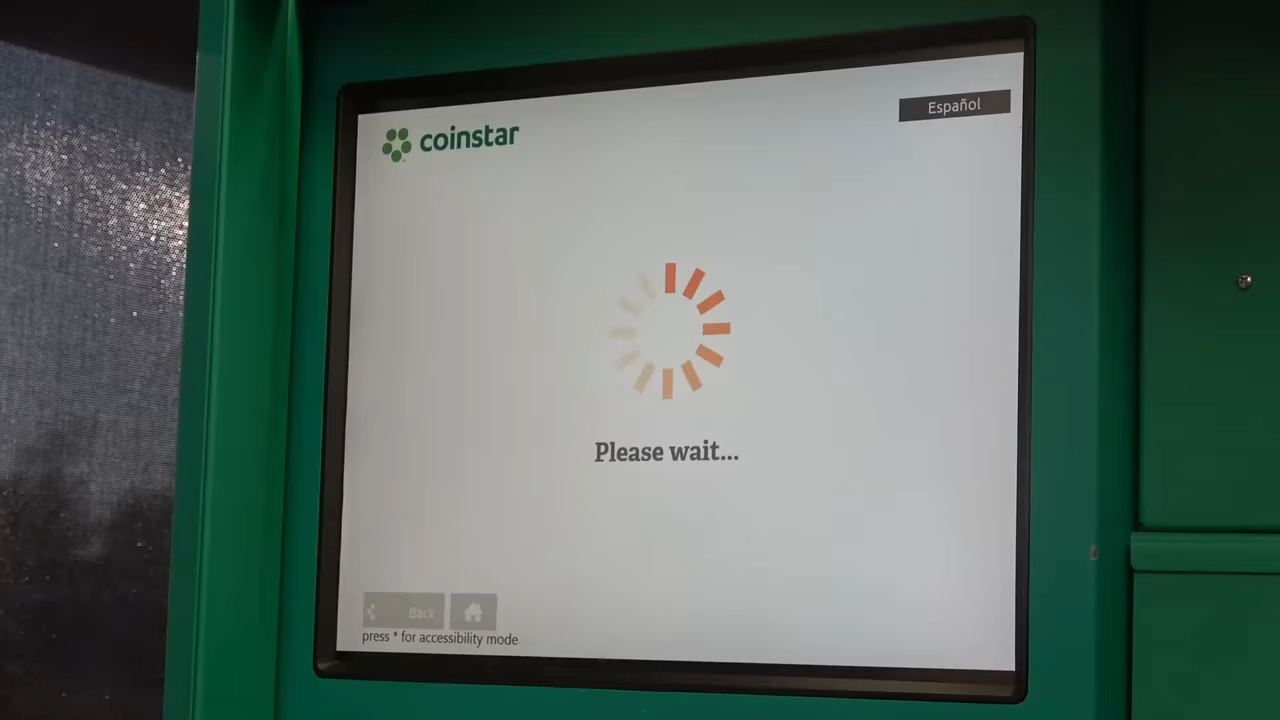 coinstar
Español
Please wait...
Back
press * for accessibility mode